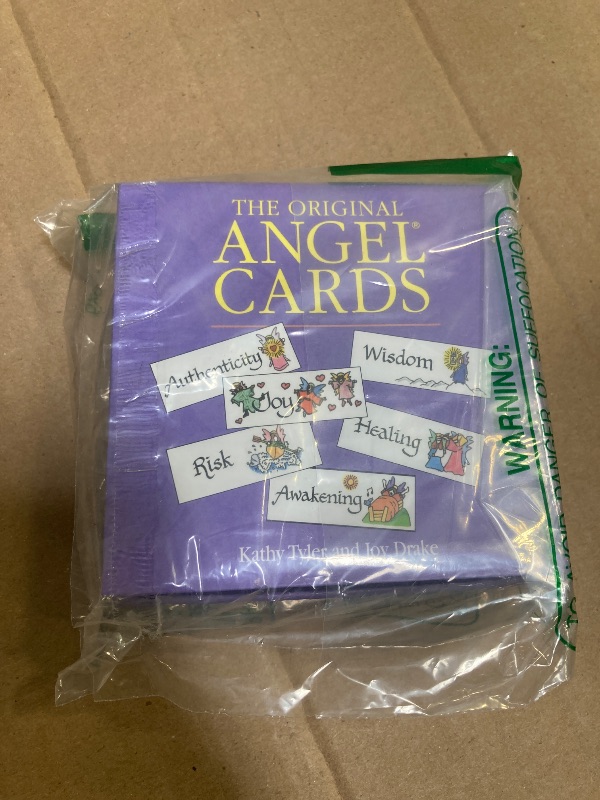 THE ORIGINAL
ANGEL®
CARDS
Authenticity
Wisdom
Joy
Healing
Risk
Awakening
Kathy Tyler and Joy Drake
WARNING:
TO AVOID DANGER OF SUFFOCATION